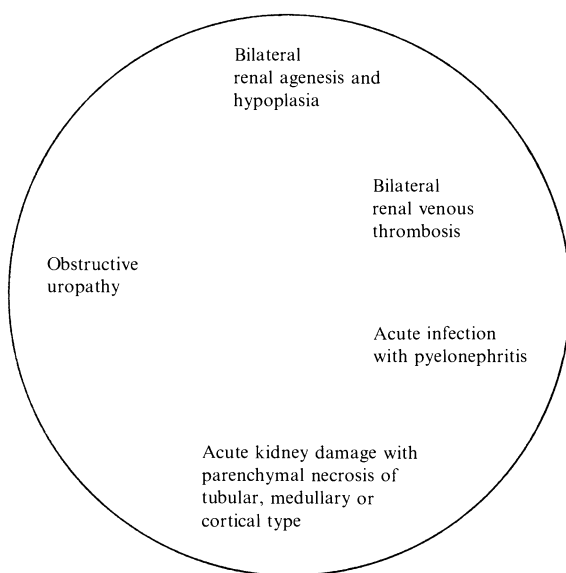 Bilateral
renal agenesis and
hypoplasia
Bilateral
renal venous
thrombosis
Obstructive
uropathy
Acute infection
with pyelonephritis
Acute kidney damage with
parenchymal necrosis of
tubular, medullary or
cortical type